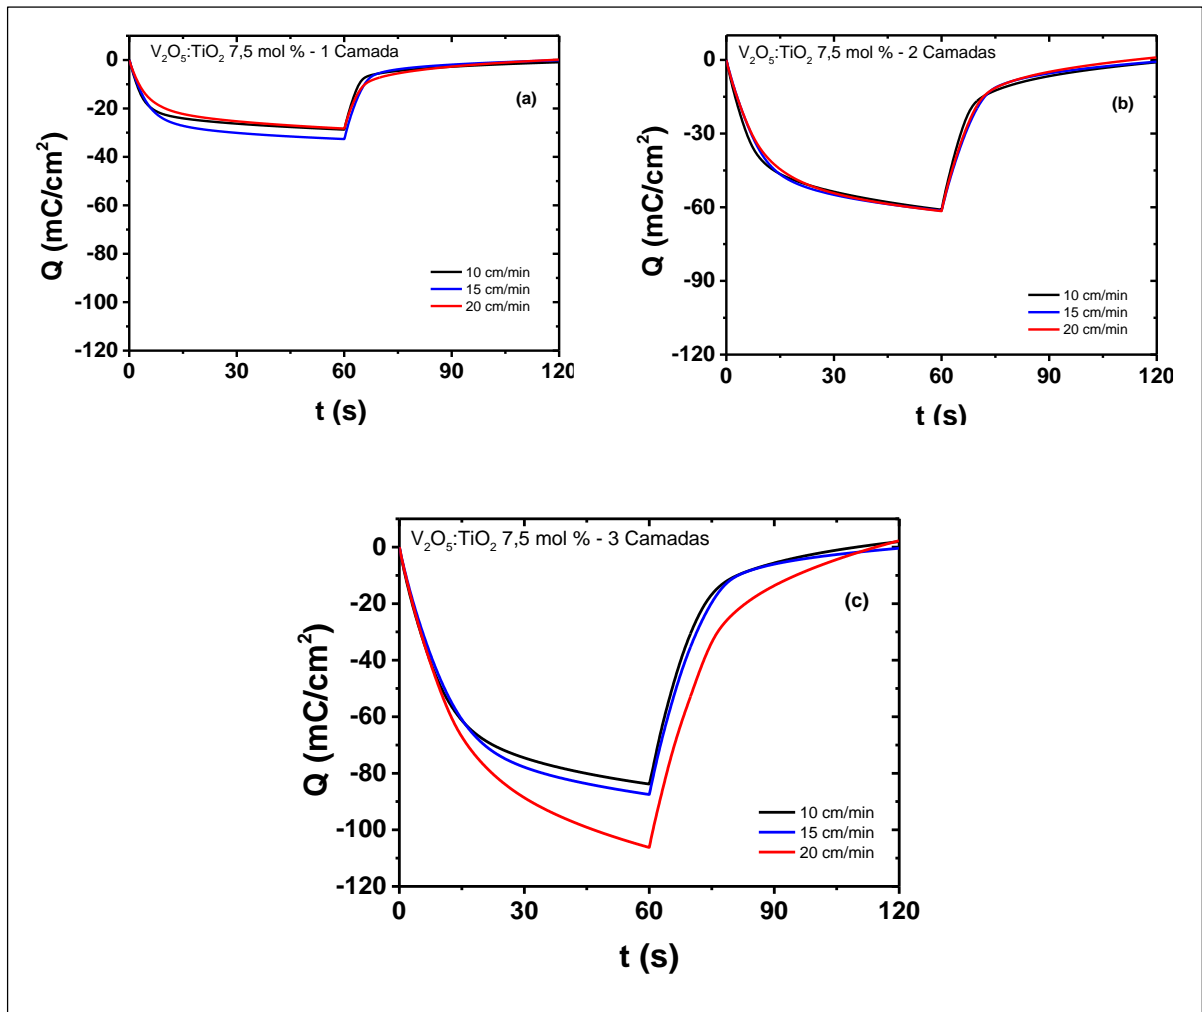 V₂O₅:TiO₂ 7,5 mol % - 1 Camada
(a)
Q (mC/cm²)
0
-20
-40
-60
-80
-100
-120
0 30 60 90 120
t (s)
10 cm/min
15 cm/min
20 cm/min
V₂O₅:TiO₂ 7,5 mol % - 2 Camadas
(b)
Q (mC/cm²)
0
-30
-60
-90
-120
0 30 60 90 120
t (s)
10 cm/min
15 cm/min
20 cm/min
V₂O₅:TiO₂ 7,5 mol % - 3 Camadas
(c)
Q (mC/cm²)
0
-20
-40
-60
-80
-100
-120
0 30 60 90 120
t (s)
10 cm/min
15 cm/min
20 cm/min